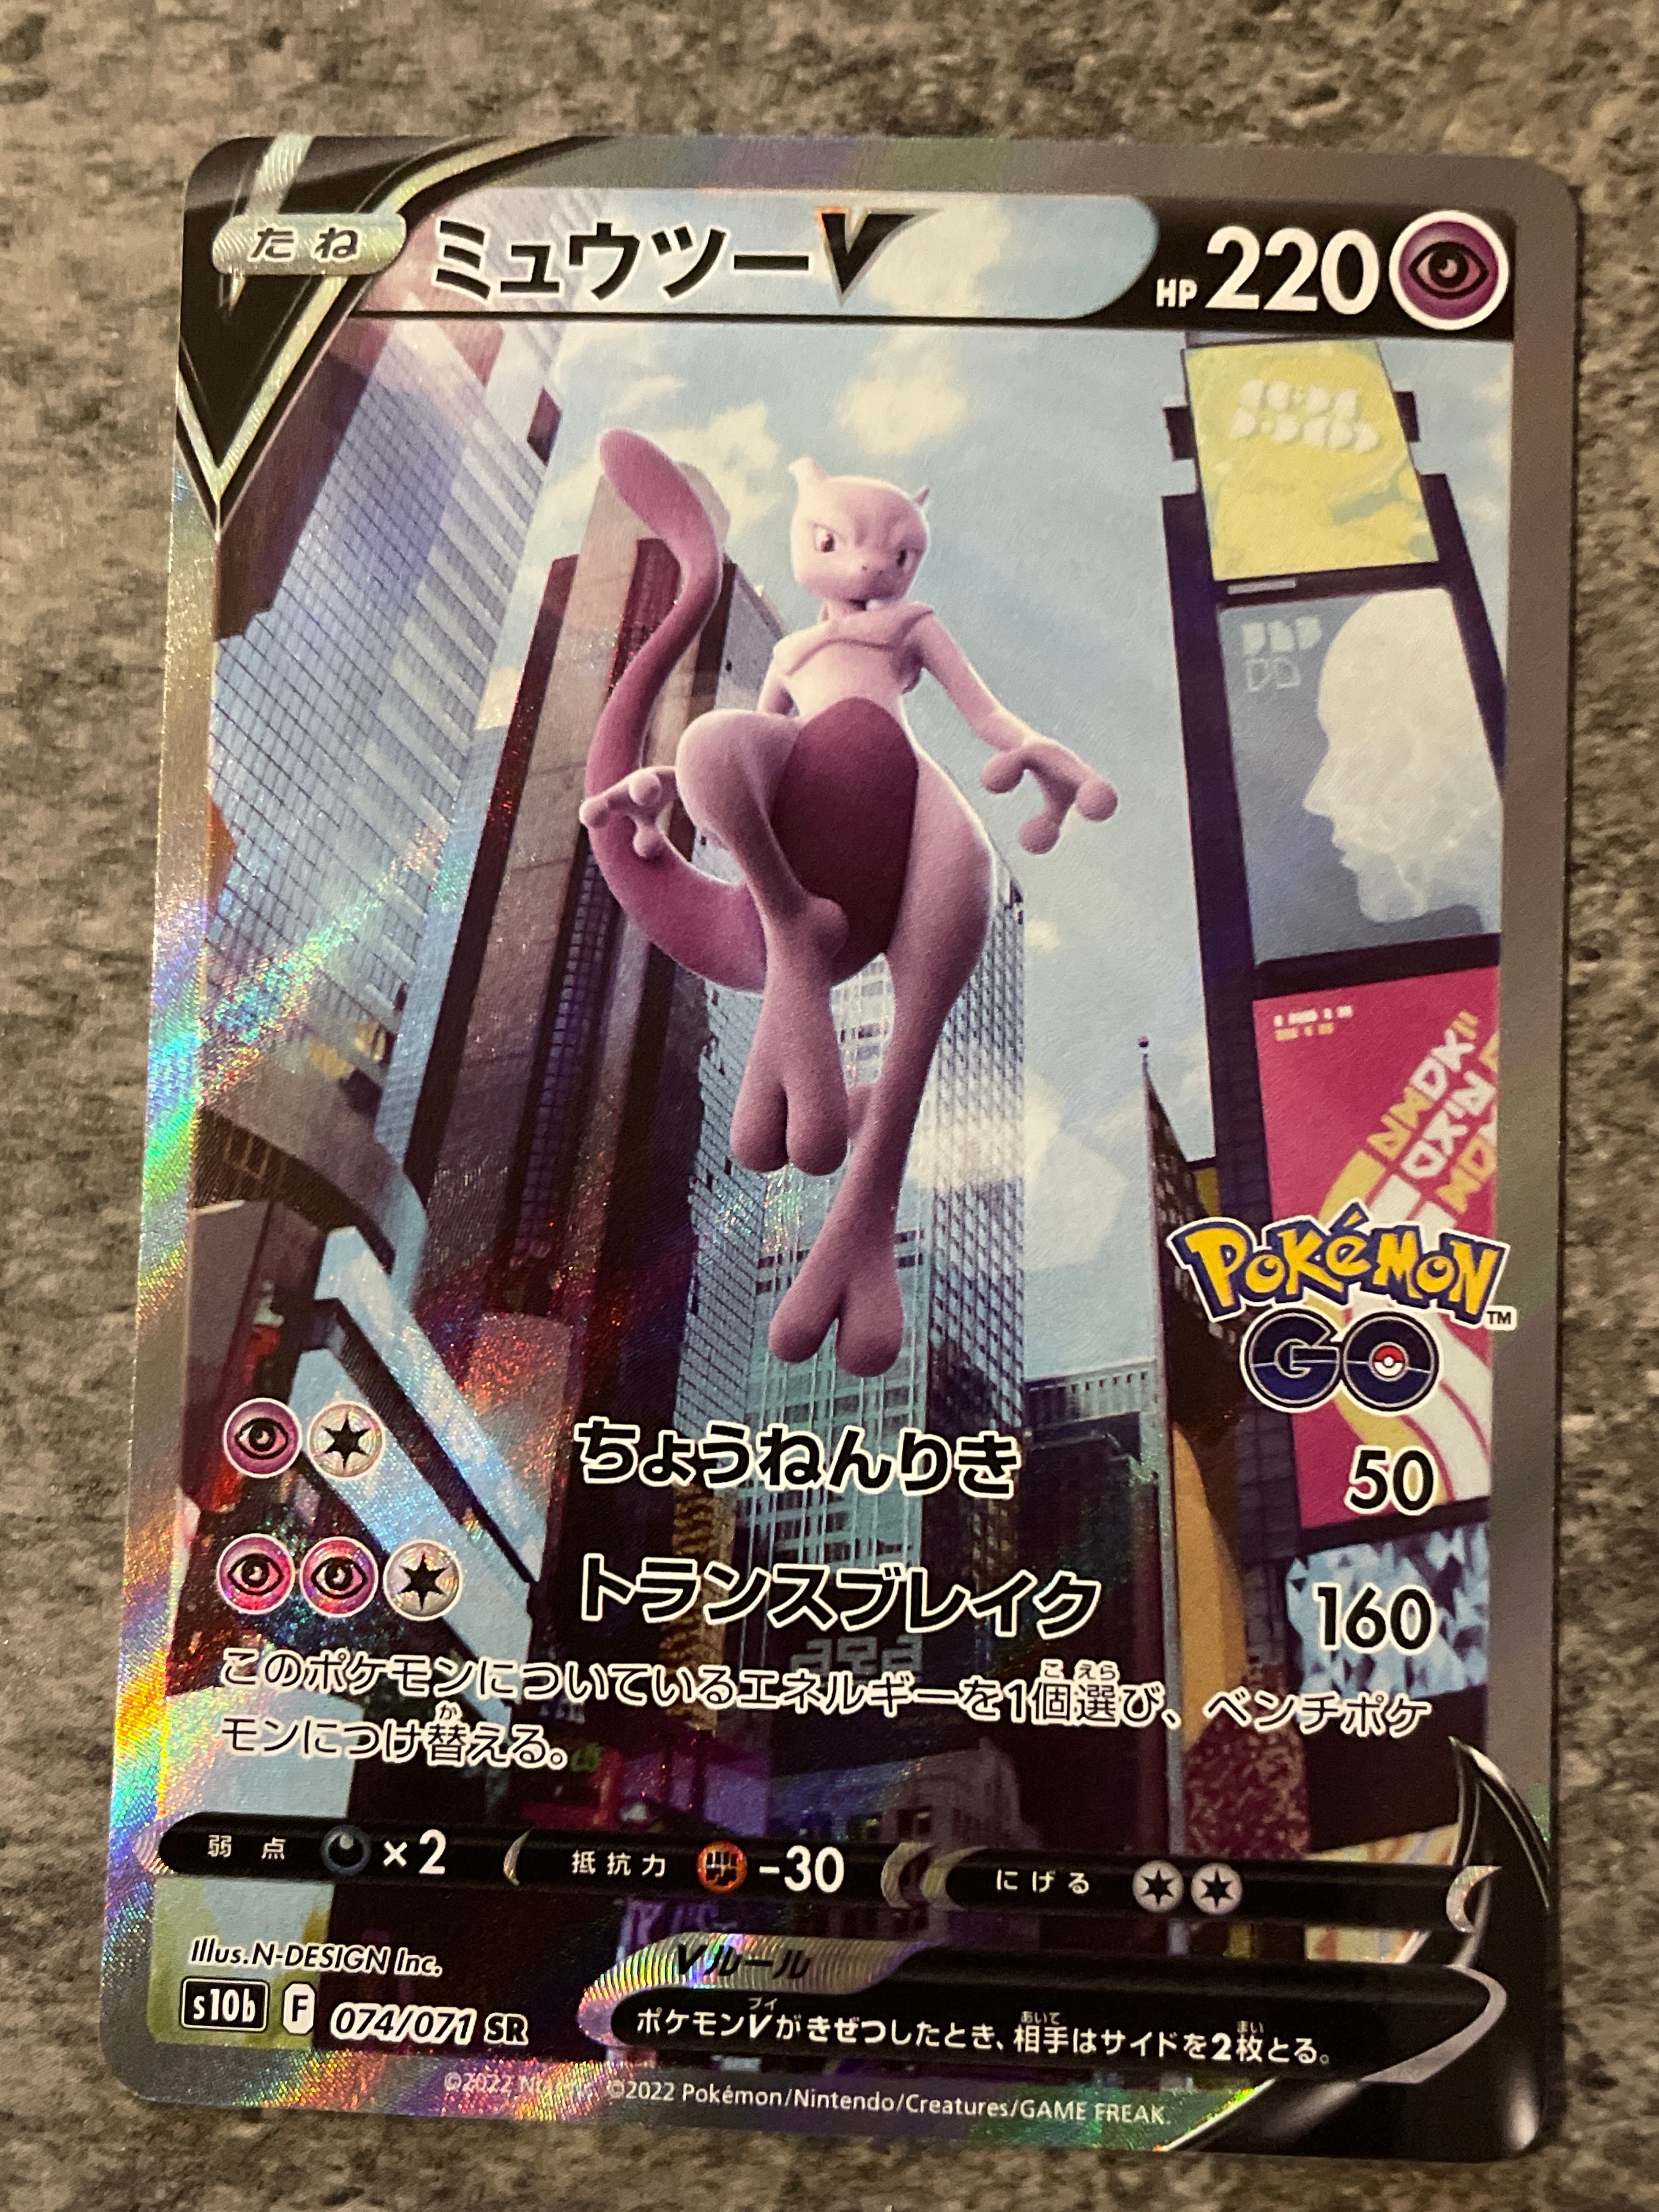 たね ミュウツーV HP 220
Pokémon
GO™
ちょうねんりき 50
トランスブレイク 160
このポケモンについているエネルギーを1個選び、ベンチポケ
モンにつけ替える。
弱点 ×2 抵抗力 -30 にげる
Illus.N-DESIGN Inc.
Vルール
s10b F 074/071 SR
ポケモンVがきぜつしたとき、相手はサイドを2枚とる。
©2022 Niantic, ©2022 Pokémon/Nintendo/Creatures/GAME FREAK.